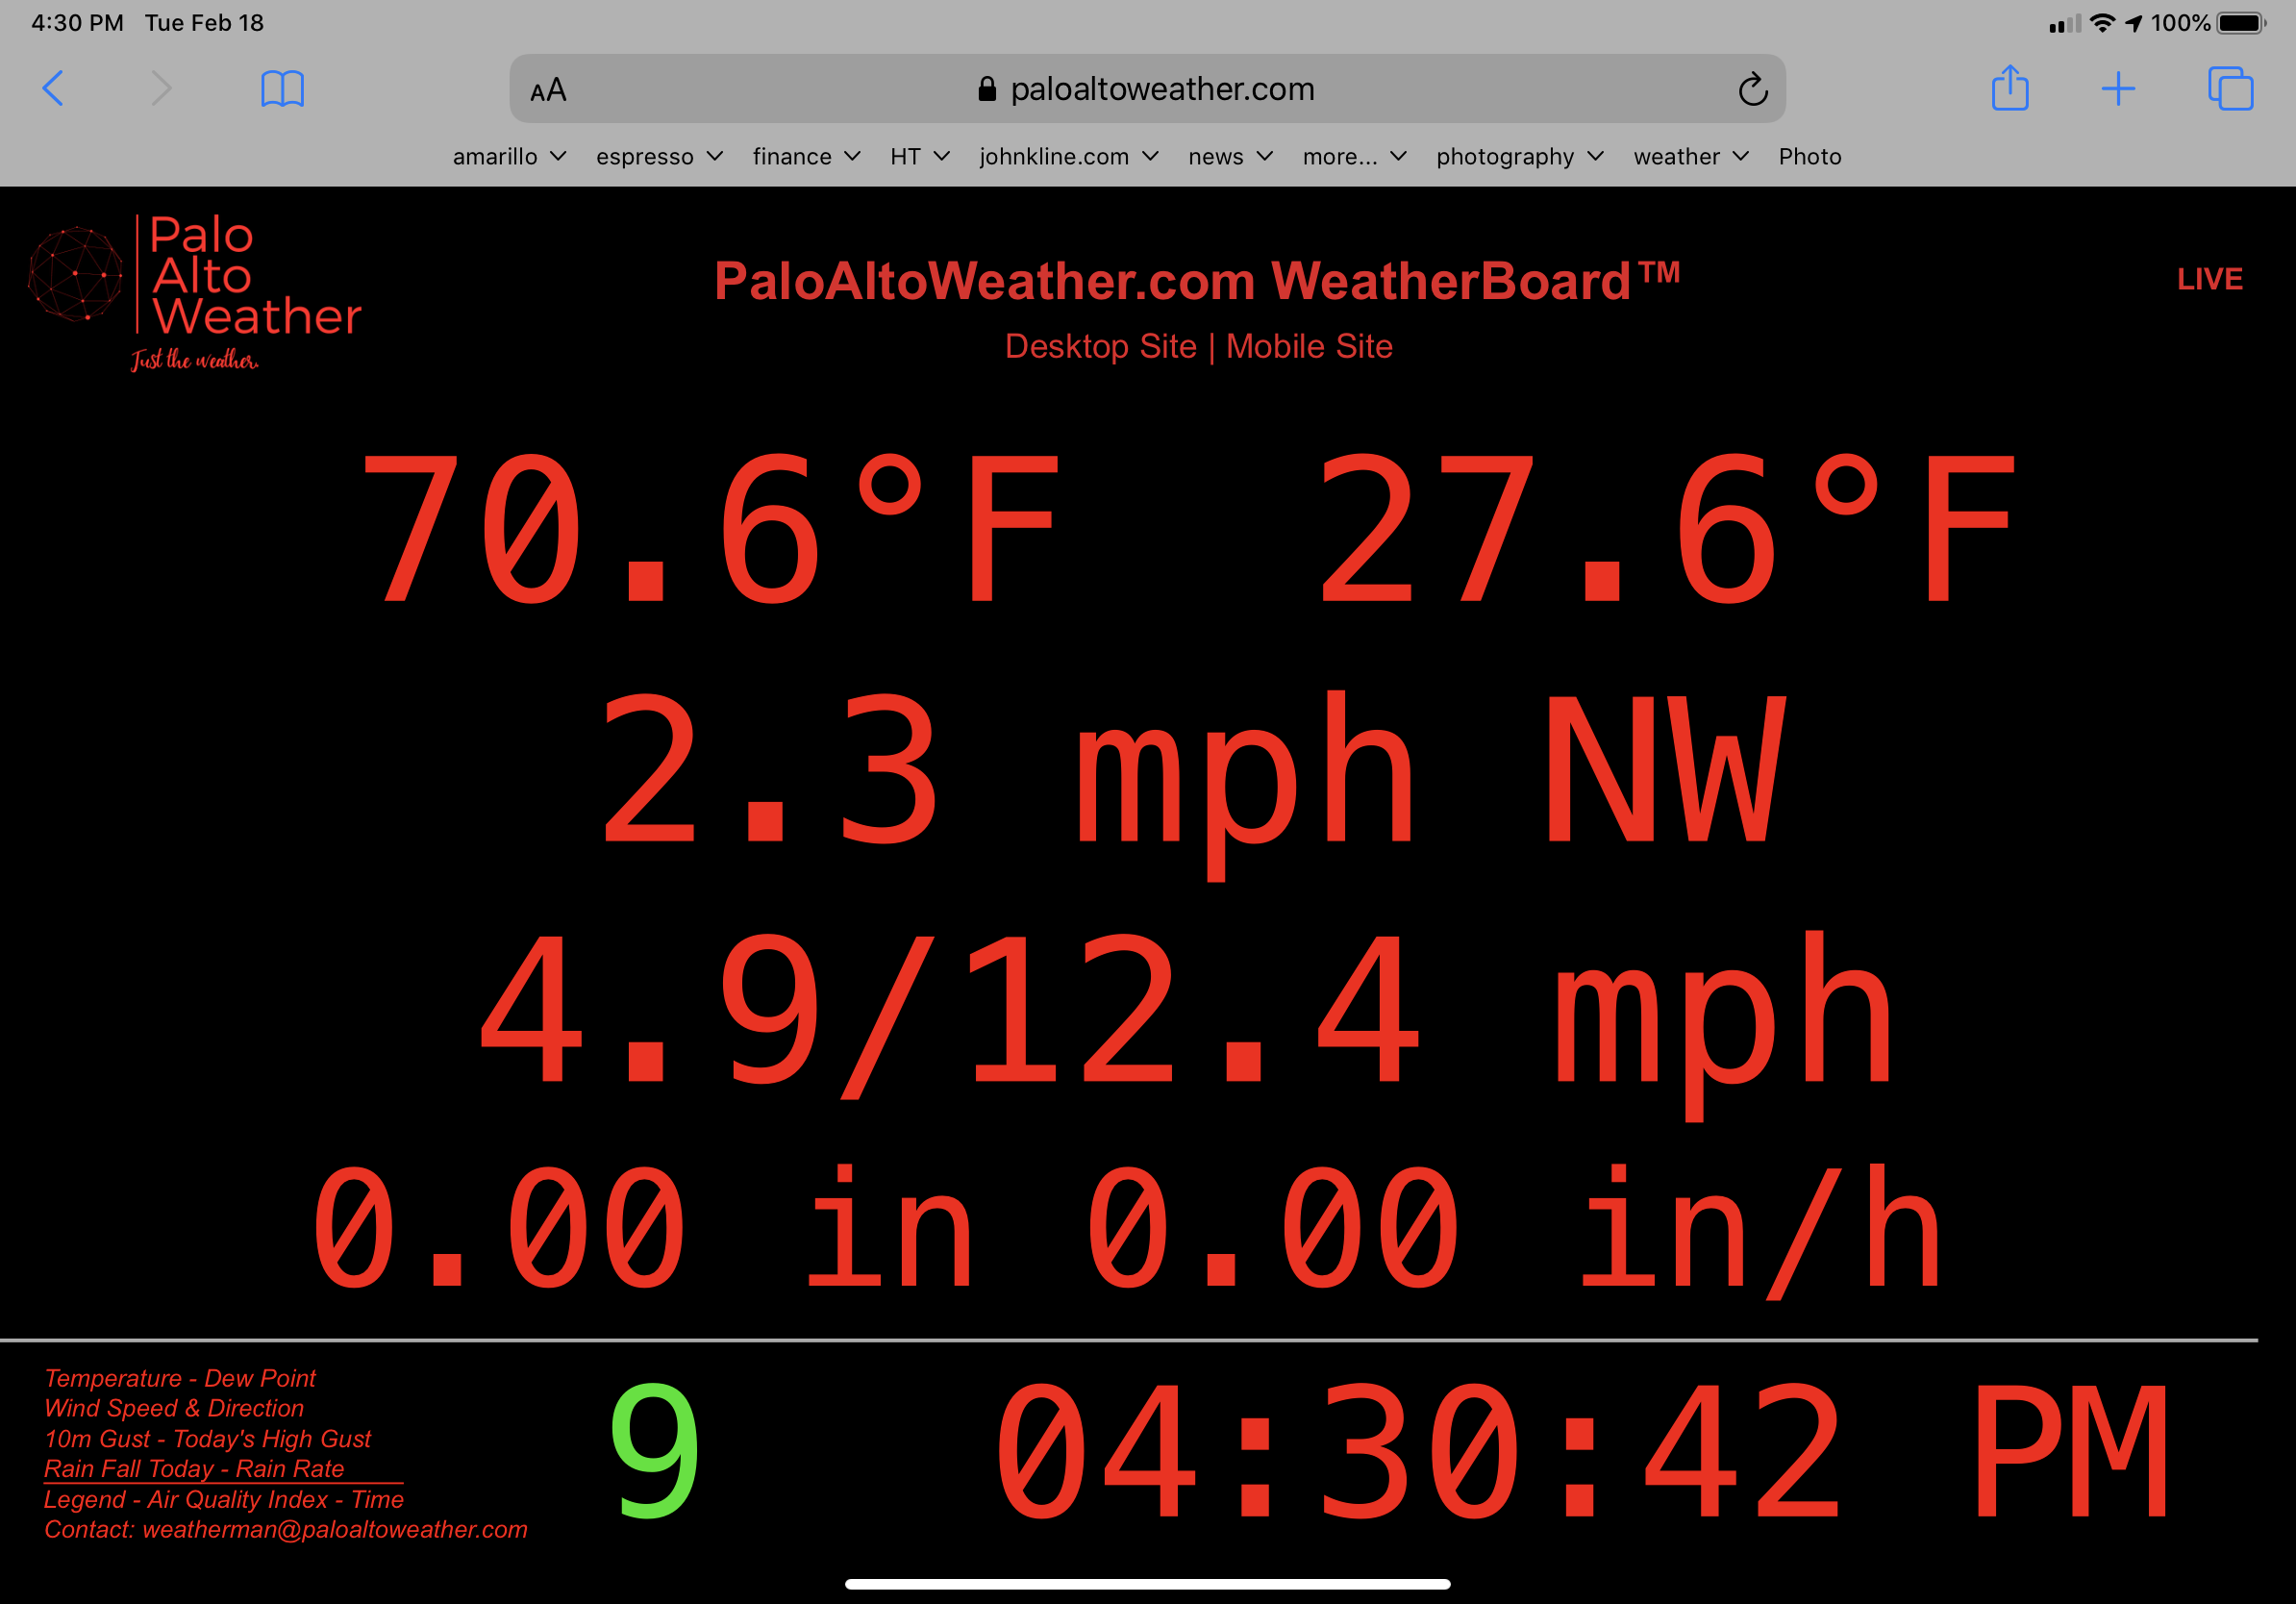 4:30 PM Tue Feb 18 100%
AA paloaltoweather.com
amarillo espresso finance HT johnkline.com news more... photography weather Photo
Palo
Alto
Weather
Just the weather.
PaloAltoWeather.com WeatherBoard™
LIVE
Desktop Site | Mobile Site
70.6°F 27.6°F
2.3 mph NW
4.9/12.4 mph
0.00 in 0.00 in/h
Temperature - Dew Point
Wind Speed & Direction
10m Gust - Today's High Gust
Rain Fall Today - Rain Rate
Legend - Air Quality Index - Time
Contact: weatherman@paloaltoweather.com
9 04:30:42 PM